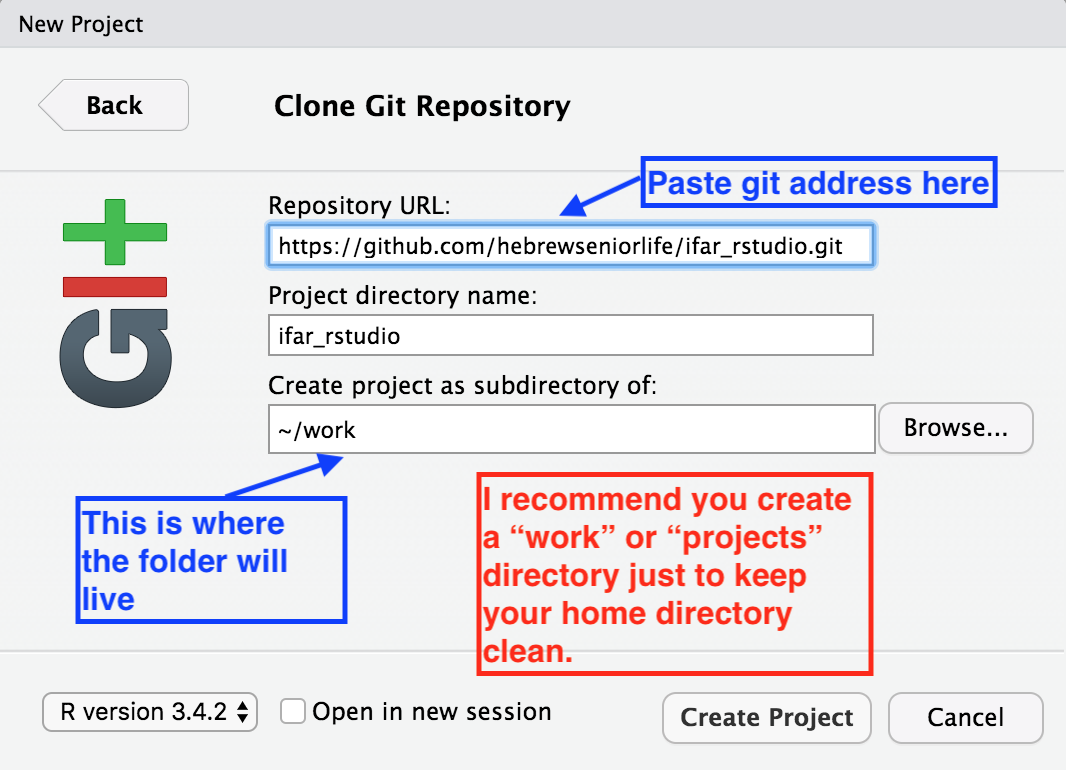 New Project
Back
Clone Git Repository
Paste git address here
Repository URL:
https://github.com/hebrewseniorlife/ifar_rstudio.git
Project directory name:
ifar_rstudio
Create project as subdirectory of:
~/work
Browse...
GIT
This is where
the folder will
live
I recommend you create
a “work” or “projects”
directory just to keep
your home directory
clean.
R version 3.4.2
Open in new session
Create Project
Cancel